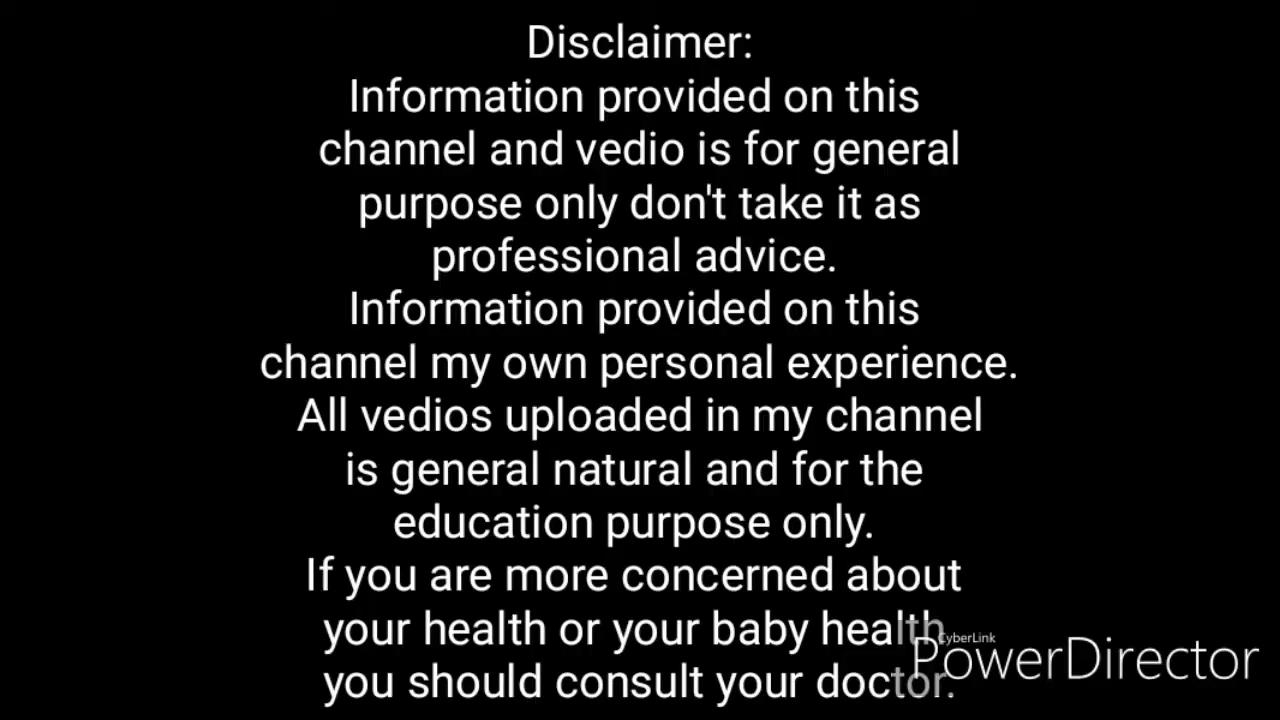 Disclaimer:
Information provided on this
channel and vedio is for general
purpose only don't take it as
professional advice.
Information provided on this
channel my own personal experience.
All vedios uploaded in my channel
is general natural and for the
education purpose only.
If you are more concerned about
your health or your baby health
you should consult your doctor.
CyberLink
PowerDirector